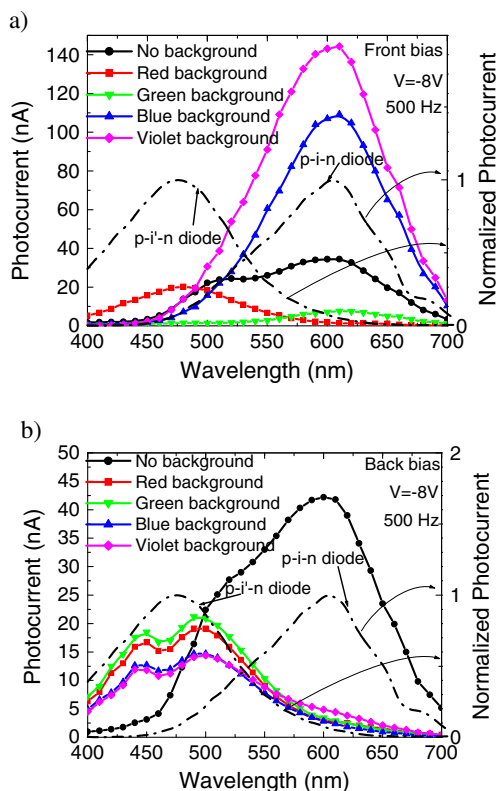 a)
Photocurrent (nA)
140
120
100
80
60
40
20
0
No background
Red background
Green background
Blue background
Violet background
Front bias
V=-8V
500 Hz
p-i'-n diode
p-i-n diode
1
0
Normalized Photocurrent
400 450 500 550 600 650 700
Wavelength (nm)
b)
Photocurrent (nA)
50
45
40
35
30
25
20
15
10
5
0
No background
Red background
Green background
Blue background
Violet background
Back bias
V=-8V
500 Hz
p-i-n diode
p-i'-n diode
2
1
0
Normalized Photocurrent
400 450 500 550 600 650 700
Wavelength (nm)